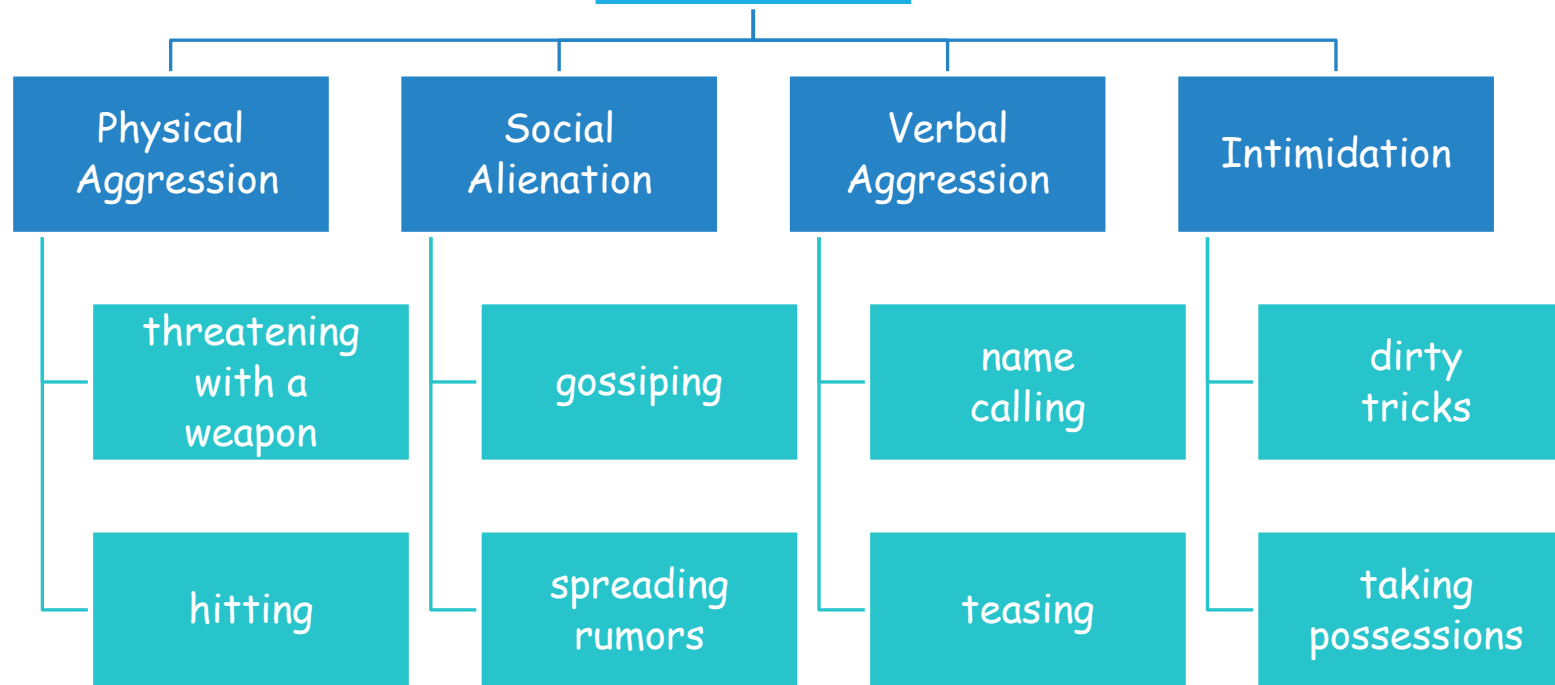 Physical
Aggression
Social
Alienation
Verbal
Aggression
Intimidation
threatening
with a
weapon
gossiping
name
calling
dirty
tricks
hitting
spreading
rumors
teasing
taking
possessions